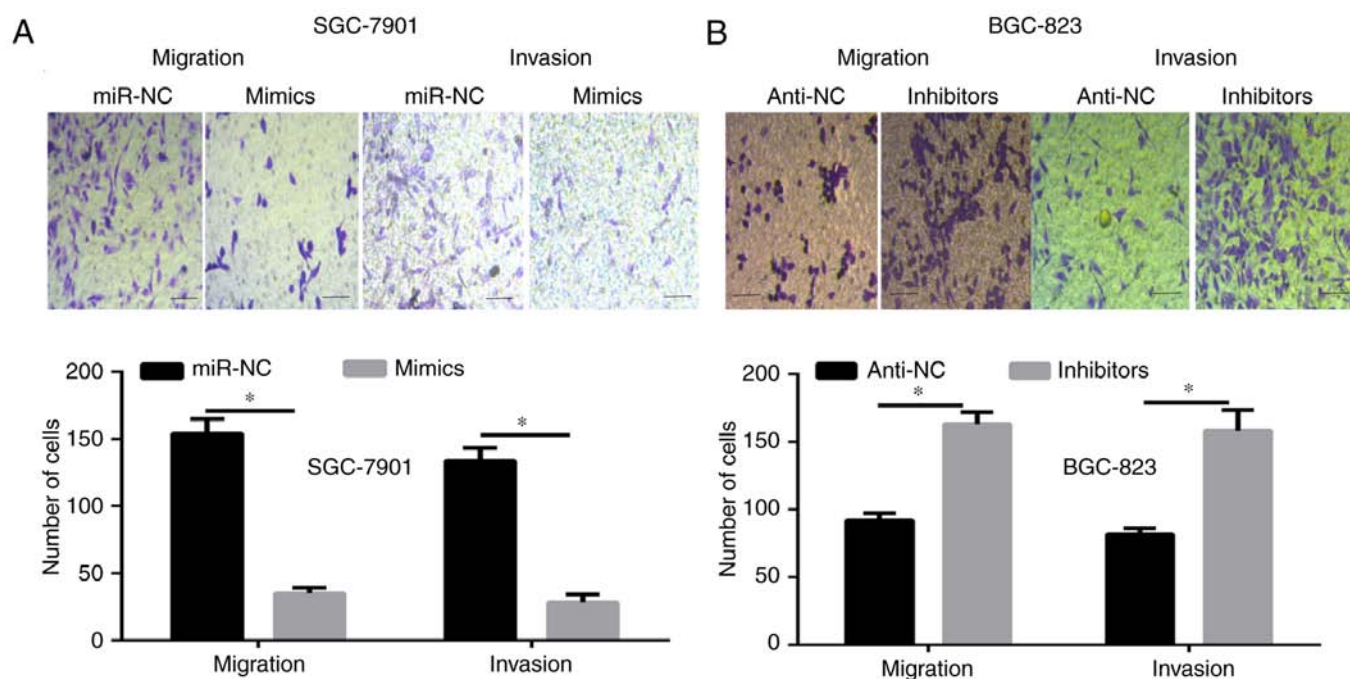 A
SGC-7901
Migration Invasion
miR-NC Mimics miR-NC Mimics
B
BGC-823
Migration Invasion
Anti-NC Inhibitors Anti-NC Inhibitors
miR-NC Mimics
Number of cells
200
150
100
50
0
* *
SGC-7901
Migration Invasion
Anti-NC Inhibitors
Number of cells
200
150
100
50
0
* *
BGC-823
Migration Invasion